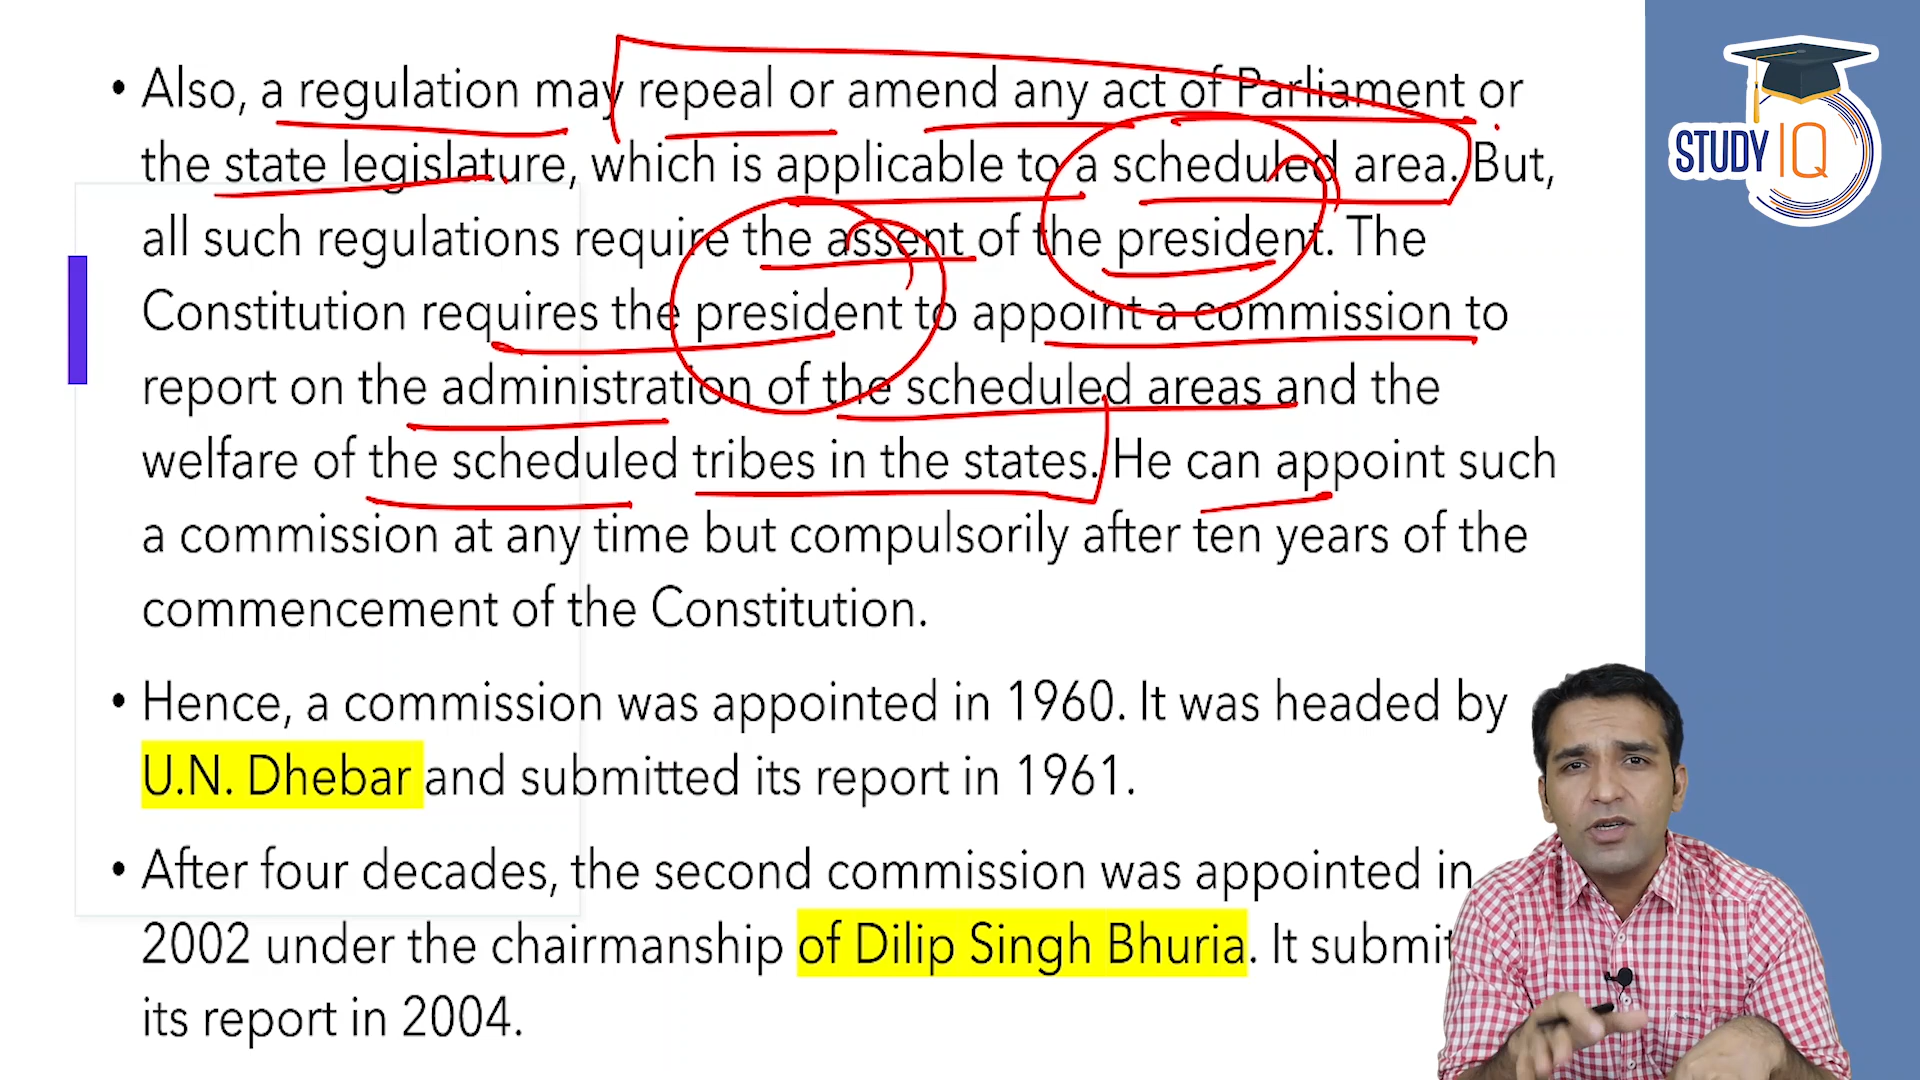 • Also, a regulation may repeal or amend any act of Parliament or
the state legislature, which is applicable to a scheduled area. But,
all such regulations require the assent of the president. The
Constitution requires the president to appoint a commission to
report on the administration of the scheduled areas and the
welfare of the scheduled tribes in the states. He can appoint such
a commission at any time but compulsorily after ten years of the
commencement of the Constitution.
• Hence, a commission was appointed in 1960. It was headed by
U.N. Dhebar and submitted its report in 1961.
• After four decades, the second commission was appointed in
2002 under the chairmanship of Dilip Singh Bhuria. It submit
its report in 2004.
STUDY IQ